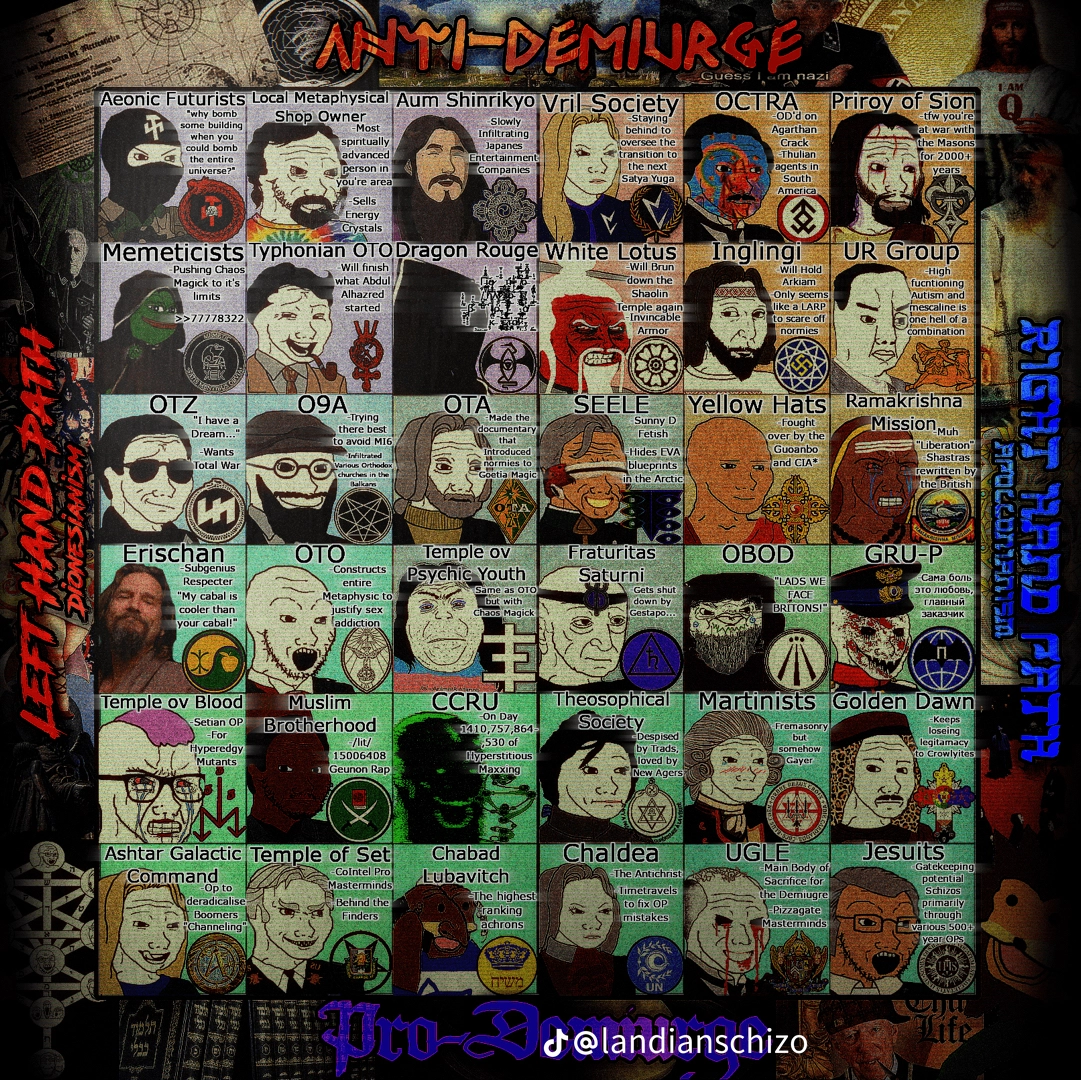 ANTI-DEMIURGE
Guess I am nazi
I AM
Q
LEFT HAND PATH
DIONESIANISM
RIGHT HAND PATH
Aeonic Futurists
"why bomb
some building
when you
could bomb
the entire
universe?"
Local Metaphysical
Shop Owner
-Most
spiritually
advanced
person in
you're area
-Sells
Energy
Crystals
Aum Shinrikyo
-Slowly
Infiltrating
Japanes
Entertainment
Companies
Vril Society
-Staying
behind to
oversee the
transition to
the next
Satya Yuga
OCTRA
-OD'd on
Agarthan
Crack
-Thulian
agents in
South
America
Priroy of Sion
-tfw you're
at war with
the Masons
for 2000+
years
Memeticists
-Pushing Chaos
Magick to it's
limits
>>77778322
Typhonian OTO
-Will finish
what Abdul
Alhazred
started
Dragon Rouge
White Lotus
-Will Brun
down the
Shaolin
Temple again
-Invincable
Armor
Inglingi
-Will Hold
Arkiam
-Only seems
like a LARP
to scare off
normies
UR Group
-High
fucntioning
Autism and
mescaline is
one hell of a
combination
OTZ
"I have a
Dream..."
-Wants
Total War
O9A
-Trying
there best
to avoid MI6
-Infiltrated
Various Orthodox
churches in the
Balkans
OTA
-Made the
documentary
that
Introduced
normies to
Goetia Magic
OTA
SEELE
-Sunny D
Fetish
-Hides EVA
blueprints
in the Arctic
Yellow Hats
-Fought
over by the
Guoanbo
and CIA*
Ramakrishna
Mission
-Muh
"Liberation"
-Shastras
rewritten by
the British
Erischan
-Subgenius
Respecter
"My cabal is
cooler than
your cabal!"
OTO
-Constructs
entire
Metaphysic to
justify sex
addiction
Temple ov
Psychic Youth
-Same as OTO
but with
Chaos Magick
Fraturitas
Saturni
-Gets shut
down by
Gestapo...
OBOD
"LADS WE
FACE
BRITONS!"
GRU-P
Сама боль
это любовь,
главный
заказчик
Temple ov Blood
-Setian OP
-For
Hyperedgy
Mutants
Muslim
Brotherhood
-/lit/
15006408
-Geunon Rap
CCRU
-On Day
1410,757,864-
,530 of
Hyperstitious
Maxxing
Theosophical
Society
-Despised
by Trads,
loved by
New Agers
Martinists
-Fremasonry
but
somehow
Gayer
Golden Dawn
-Keeps
loseing
legitamacy
to Crowlyites
Ashtar Galactic
Command
-Op to
deradicalise
Boomers
-"Channeling"
Temple of Set
-CoIntel Pro
Masterminds
-Behind the
Finders
Chabad
Lubavitch
-The highest
ranking
achrons
משיח
Chaldea
-The Antichrist
-Timetravels
to fix OP
mistakes
UN
UGLE
-Main Body of
Sacrifice for
the Demiugre
-Pizzagate
Masterminds
Jesuits
-Gatekeeping
potential
Schizos
primarily
through
various 500+
year OPs
IHS
תלמוד
בבלי
Pro-Demiurge
@landianschizo
Thug
Life